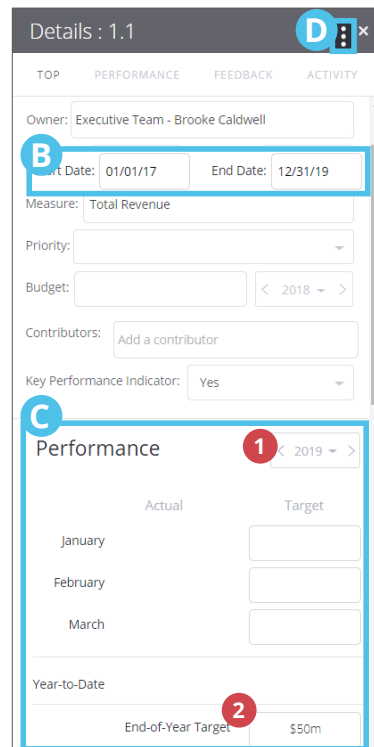 Details : 1.1 D ×
TOP PERFORMANCE FEEDBACK ACTIVITY
Owner: Executive Team - Brooke Caldwell
B
rt Date: 01/01/17 End Date: 12/31/19
Measure: Total Revenue
Priority:
Budget: < 2018 >
Contributors: Add a contributor
Key Performance Indicator: Yes
C
Performance 1 < 2019 >
Actual Target
January
February
March
Year-to-Date
2
End-of-Year Target $50m